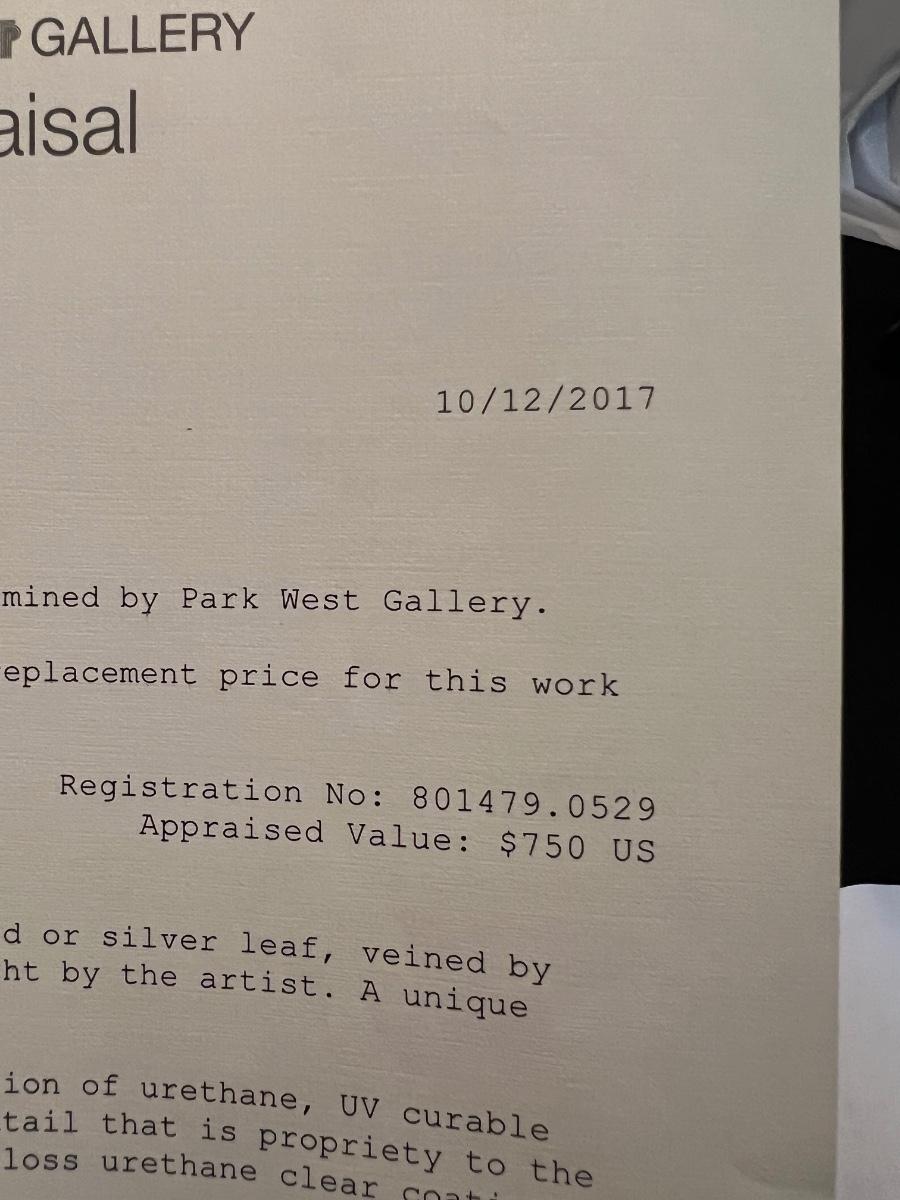 GALLERY
aisal
10/12/2017
mined by Park West Gallery.
eplacement price for this work
Registration No: 801479.0529
Appraised Value: $750 US
d or silver leaf, veined by
ht by the artist. A unique
ion of urethane, UV curable
tail that is propriety to the
loss urethane clear coati